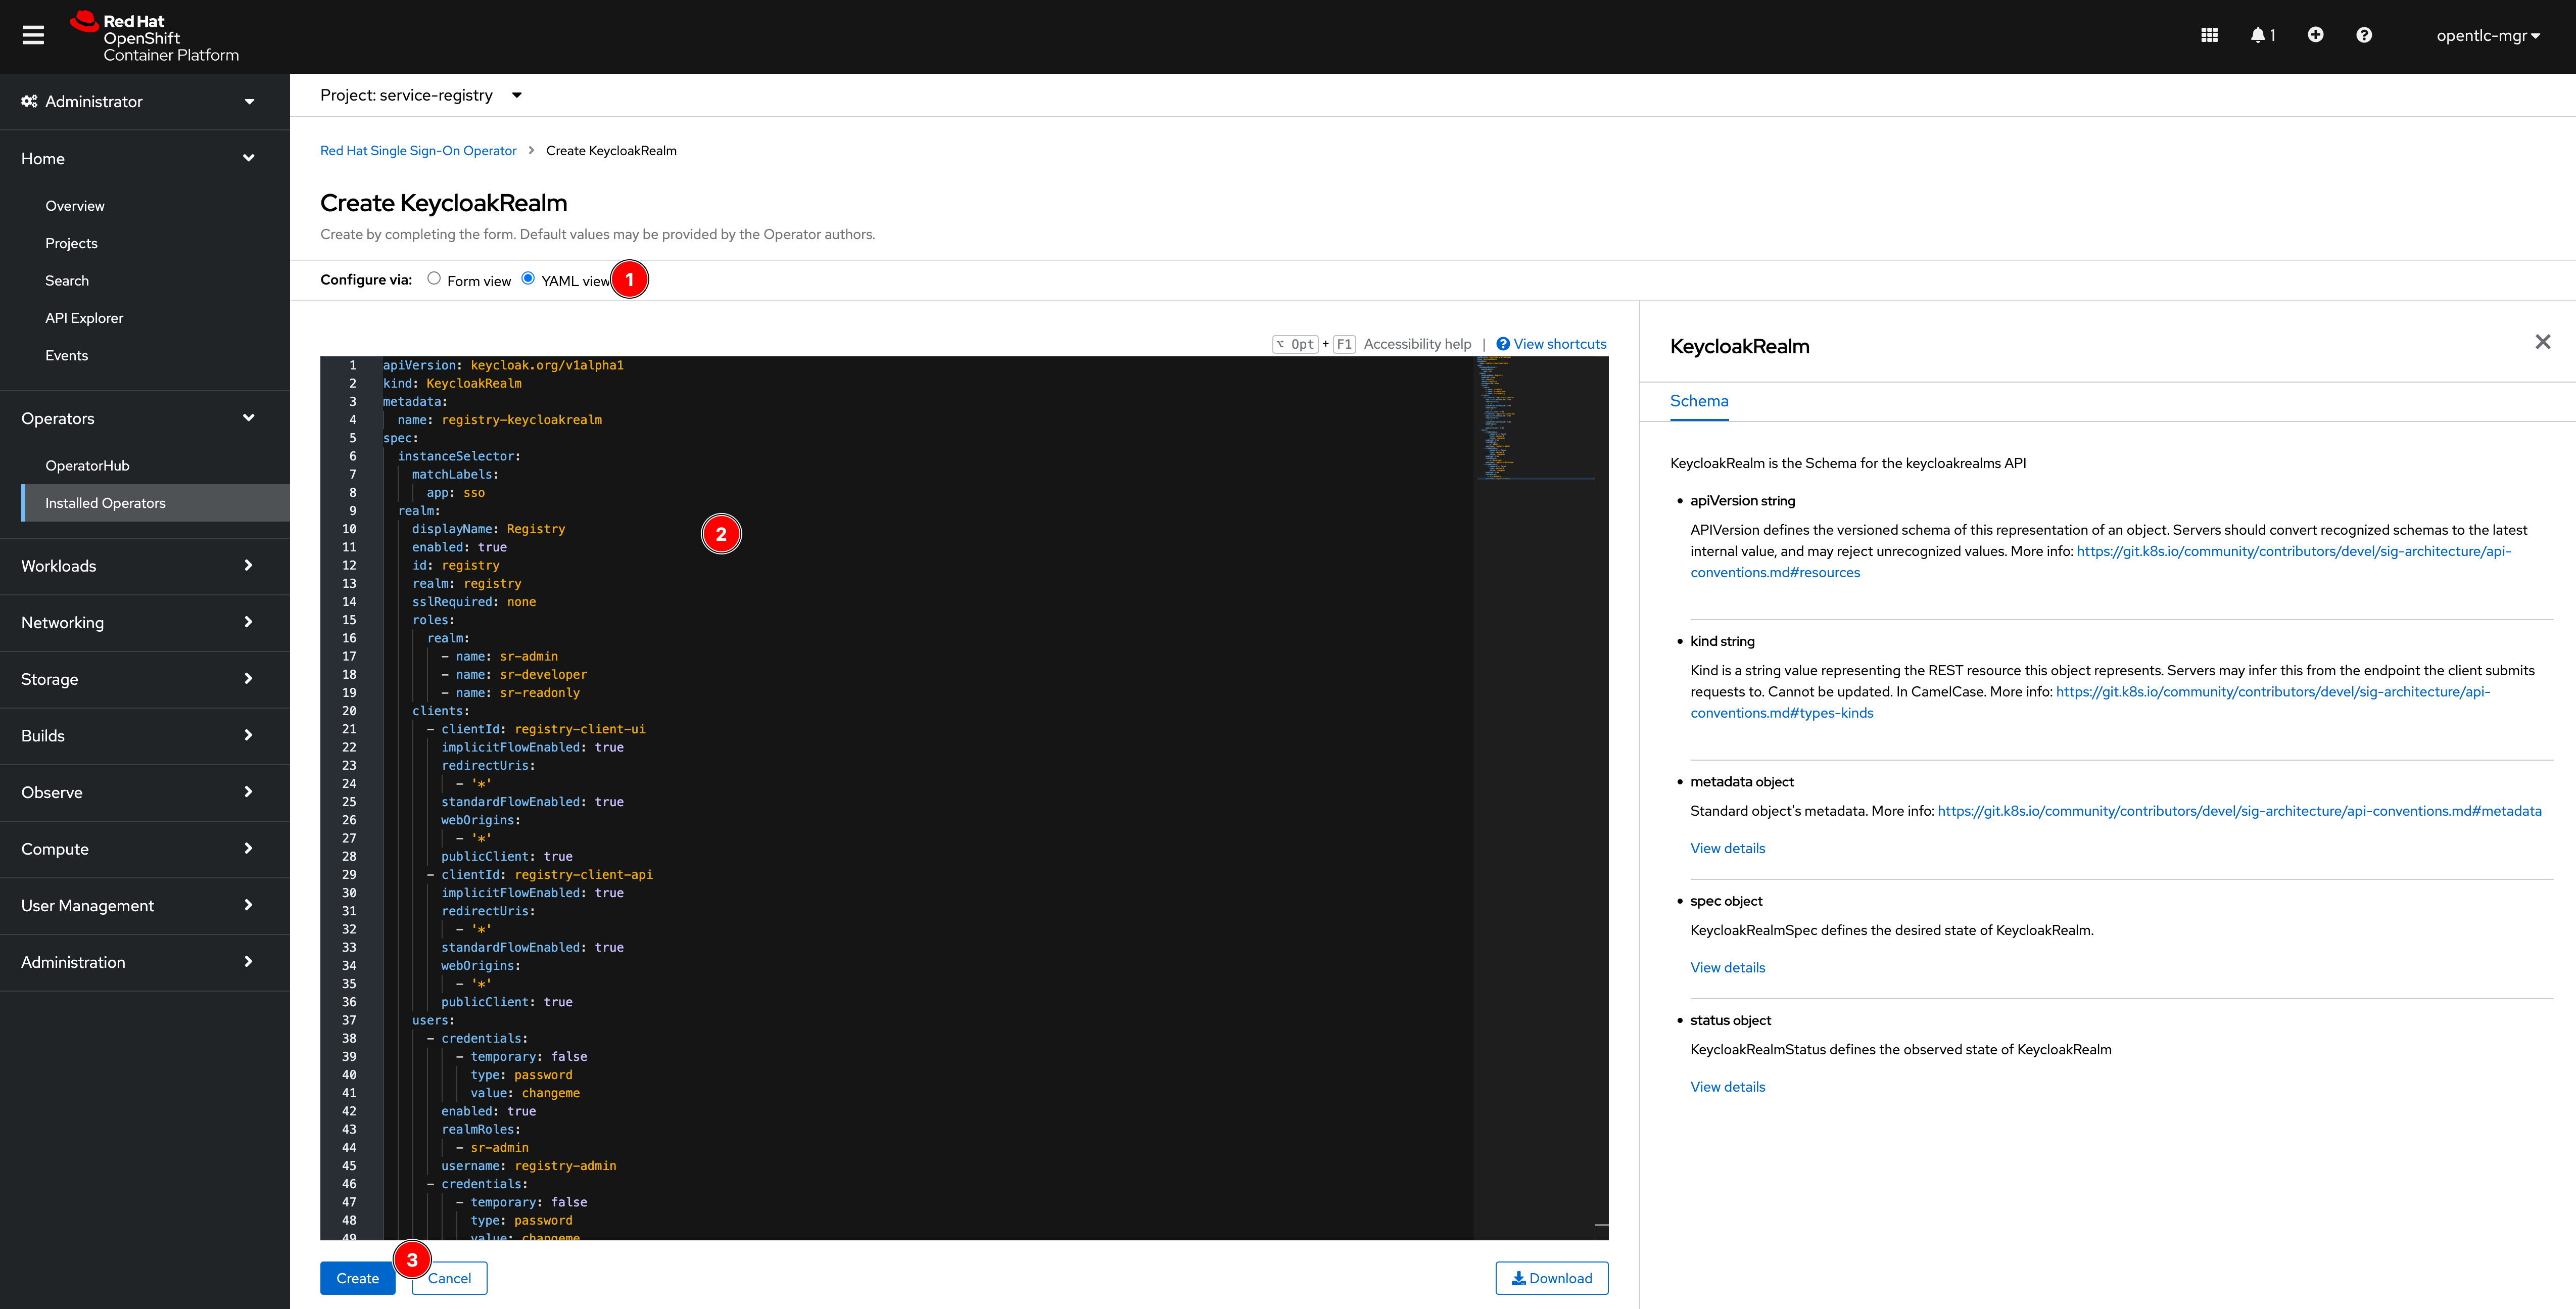 Red Hat
OpenShift
Container Platform
1
opentlc-mgr
Administrator
Home
Overview
Projects
Search
API Explorer
Events
Operators
OperatorHub
Installed Operators
Workloads
Networking
Storage
Builds
Observe
Compute
User Management
Administration
Project: service-registry
Red Hat Single Sign-On Operator > Create KeycloakRealm
Create KeycloakRealm
Create by completing the form. Default values may be provided by the Operator authors.
Configure via: Form view YAML view 1
⌥ Opt + F1 Accessibility help | View shortcuts
1 apiVersion: keycloak.org/v1alpha1
2 kind: KeycloakRealm
3 metadata:
4 name: registry-keycloakrealm
5 spec:
6 instanceSelector:
7 matchLabels:
8 app: sso
9 realm:
10 displayName: Registry
2
11 enabled: true
12 id: registry
13 realm: registry
14 sslRequired: none
15 roles:
16 realm:
17 - name: sr-admin
18 - name: sr-developer
19 - name: sr-readonly
20 clients:
21 - clientId: registry-client-ui
22 implicitFlowEnabled: true
23 redirectUris:
24 - '*'
25 standardFlowEnabled: true
26 webOrigins:
27 - '*'
28 publicClient: true
29 - clientId: registry-client-api
30 implicitFlowEnabled: true
31 redirectUris:
32 - '*'
33 standardFlowEnabled: true
34 webOrigins:
35 - '*'
36 publicClient: true
37 users:
38 - credentials:
39 - temporary: false
40 type: password
41 value: changeme
42 enabled: true
43 realmRoles:
44 - sr-admin
45 username: registry-admin
46 - credentials:
47 - temporary: false
48 type: password
49 value: changeme
3
Create
Cancel
Download
KeycloakRealm
Schema
KeycloakRealm is the Schema for the keycloakrealms API
• apiVersion string
APIVersion defines the versioned schema of this representation of an object. Servers should convert recognized schemas to the latest
internal value, and may reject unrecognized values. More info: https://git.k8s.io/community/contributors/devel/sig-architecture/api-
conventions.md#resources
• kind string
Kind is a string value representing the REST resource this object represents. Servers may infer this from the endpoint the client submits
requests to. Cannot be updated. In CamelCase. More info: https://git.k8s.io/community/contributors/devel/sig-architecture/api-
conventions.md#types-kinds
• metadata object
Standard object's metadata. More info: https://git.k8s.io/community/contributors/devel/sig-architecture/api-conventions.md#metadata
View details
• spec object
KeycloakRealmSpec defines the desired state of KeycloakRealm.
View details
• status object
KeycloakRealmStatus defines the observed state of KeycloakRealm
View details